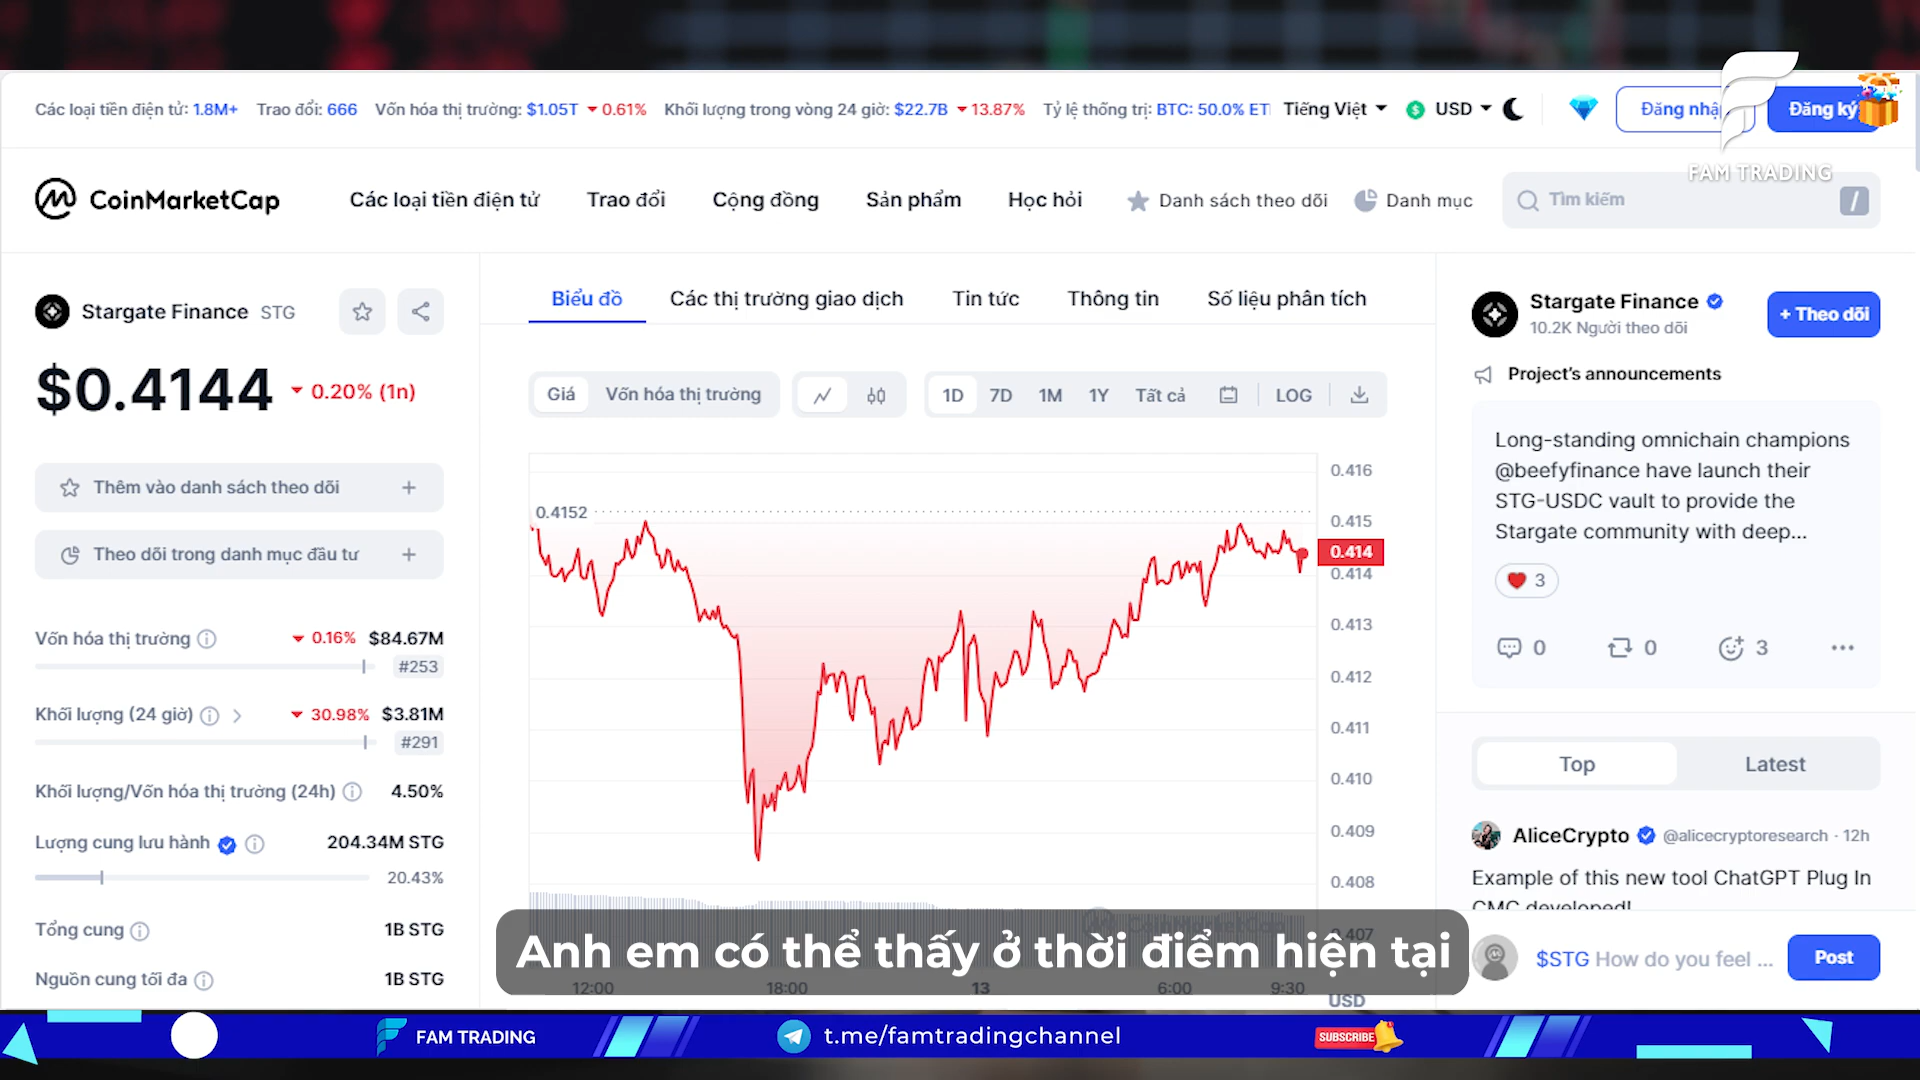 Các loại tiền điện tử: 1.8M+ Trao đổi: 666 Vốn hóa thị trường: $1.05T 0.61% Khối lượng trong vòng 24 giờ: $22.7B 13.87% Tỷ lệ thống trị: BTC: 50.0% Tiếng Việt USD Đăng nhập Đăng ký
FAM TRADING
CoinMarketCap Các loại tiền điện tử Trao đổi Cộng đồng Sản phẩm Học hỏi Danh sách theo dõi Danh mục Tìm kiếm /
Stargate Finance STG
$0.4144 0.20% (1n)
Thêm vào danh sách theo dõi +
Theo dõi trong danh mục đầu tư +
Vốn hóa thị trường 0.16% $84.67M
#253
Khối lượng (24 giờ) 30.98% $3.81M
#291
Khối lượng/Vốn hóa thị trường (24h) 4.50%
Lượng cung lưu hành 204.34M STG
20.43%
Tổng cung 1B STG
Nguồn cung tối đa 1B STG
Biểu đồ Các thị trường giao dịch Tin tức Thông tin Số liệu phân tích
Giá Vốn hóa thị trường 1D 7D 1M 1Y Tất cả LOG
0.4152
0.416
0.415
0.414
0.414
0.413
0.412
0.411
0.410
0.409
0.408
0.407
12:00 18:00 13 6:00 9:30 USD
Anh em có thể thấy ở thời điểm hiện tại
Stargate Finance
10.2K Người theo dõi
+ Theo dõi
Project's announcements
Long-standing omnichain champions
@beefyfinance have launch their
STG-USDC vault to provide the
Stargate community with deep...
3
0 0 3
Top Latest
AliceCrypto @alicecryptoresearch · 12h
Example of this new tool ChatGPT Plug In
CMC developed!
$STG How do you feel ... Post
FAM TRADING t.me/famtradingchannel SUBSCRIBE